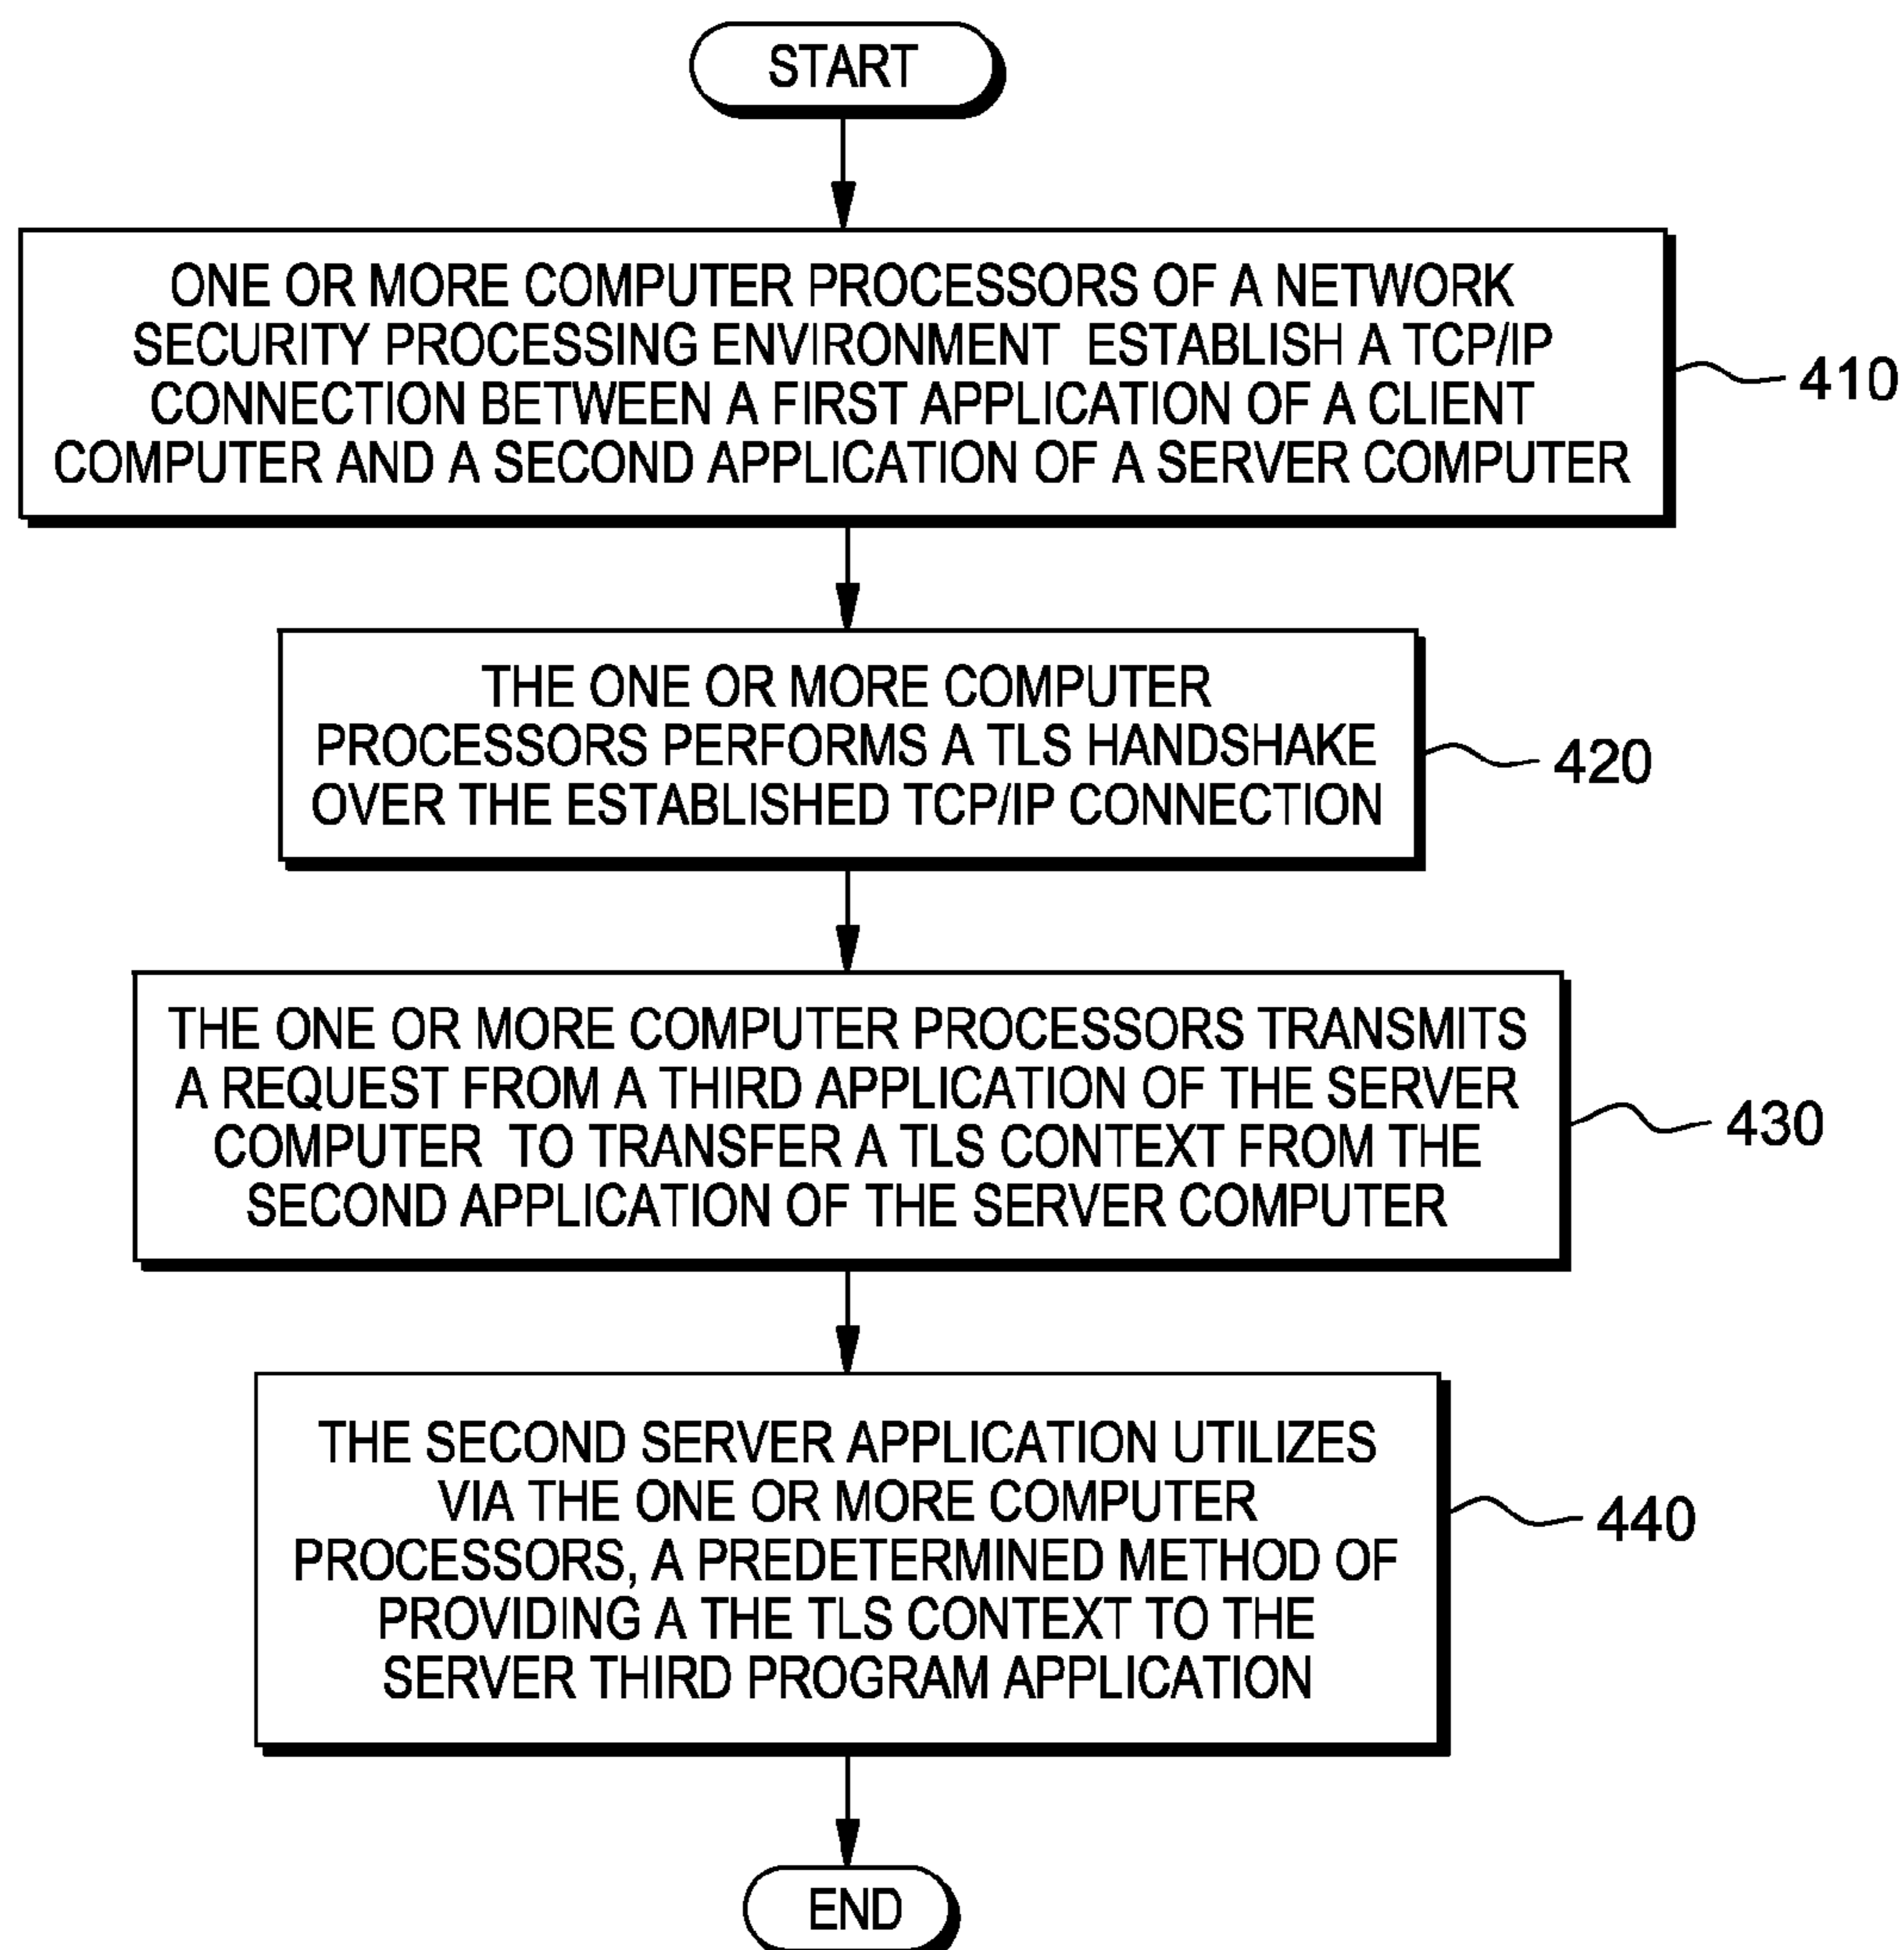 START
ONE OR MORE COMPUTER PROCESSORS OF A NETWORK
SECURITY PROCESSING ENVIRONMENT ESTABLISH A TCP/IP
CONNECTION BETWEEN A FIRST APPLICATION OF A CLIENT
COMPUTER AND A SECOND APPLICATION OF A SERVER COMPUTER
410
THE ONE OR MORE COMPUTER
PROCESSORS PERFORMS A TLS HANDSHAKE
OVER THE ESTABLISHED TCP/IP CONNECTION
420
THE ONE OR MORE COMPUTER PROCESSORS TRANSMITS
A REQUEST FROM A THIRD APPLICATION OF THE SERVER
COMPUTER TO TRANSFER A TLS CONTEXT FROM THE
SECOND APPLICATION OF THE SERVER COMPUTER
430
THE SECOND SERVER APPLICATION UTILIZES
VIA THE ONE OR MORE COMPUTER
PROCESSORS, A PREDETERMINED METHOD OF
PROVIDING A THE TLS CONTEXT TO THE
SERVER THIRD PROGRAM APPLICATION
440
END